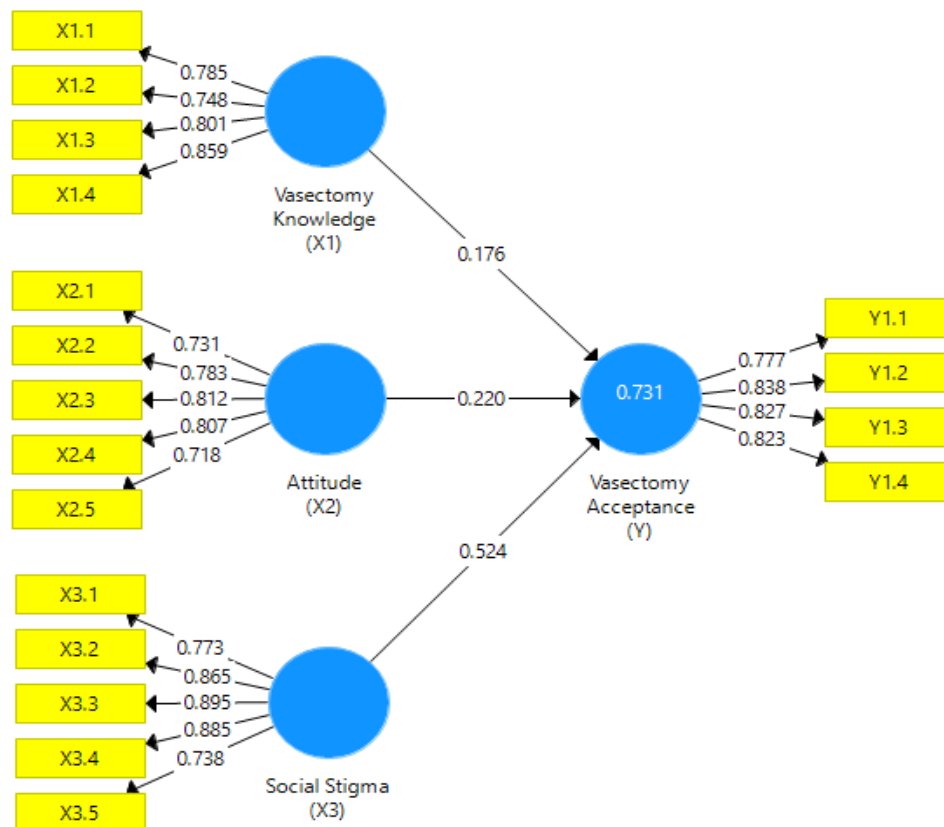 X1.1
X1.2
X1.3
X1.4
0.785
0.748
0.801
0.859
Vasectomy
Knowledge
(X1)
0.176
X2.1
X2.2
X2.3
X2.4
X2.5
0.731
0.783
0.812
0.807
0.718
Attitude
(X2)
0.220
X3.1
X3.2
X3.3
X3.4
X3.5
0.773
0.865
0.895
0.885
0.738
Social Stigma
(X3)
0.524
0.731
Vasectomy
Acceptance
(Y)
0.777
0.838
0.827
0.823
Y1.1
Y1.2
Y1.3
Y1.4